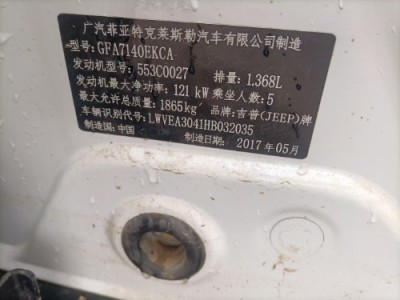 广汽菲亚特克莱斯勒汽车有限公司制造
型号: GFA7140EKCA
发动机型号: 553C0027 排量: 1.368L
发动机最大净功率: 121 kW 乘坐人数: 5
最大允许总质量: 1865kg 品牌: 吉普(JEEP)牌
车辆识别代号: LWVEA3041HB032035
制造国: 中国 制造日期: 2017年05月